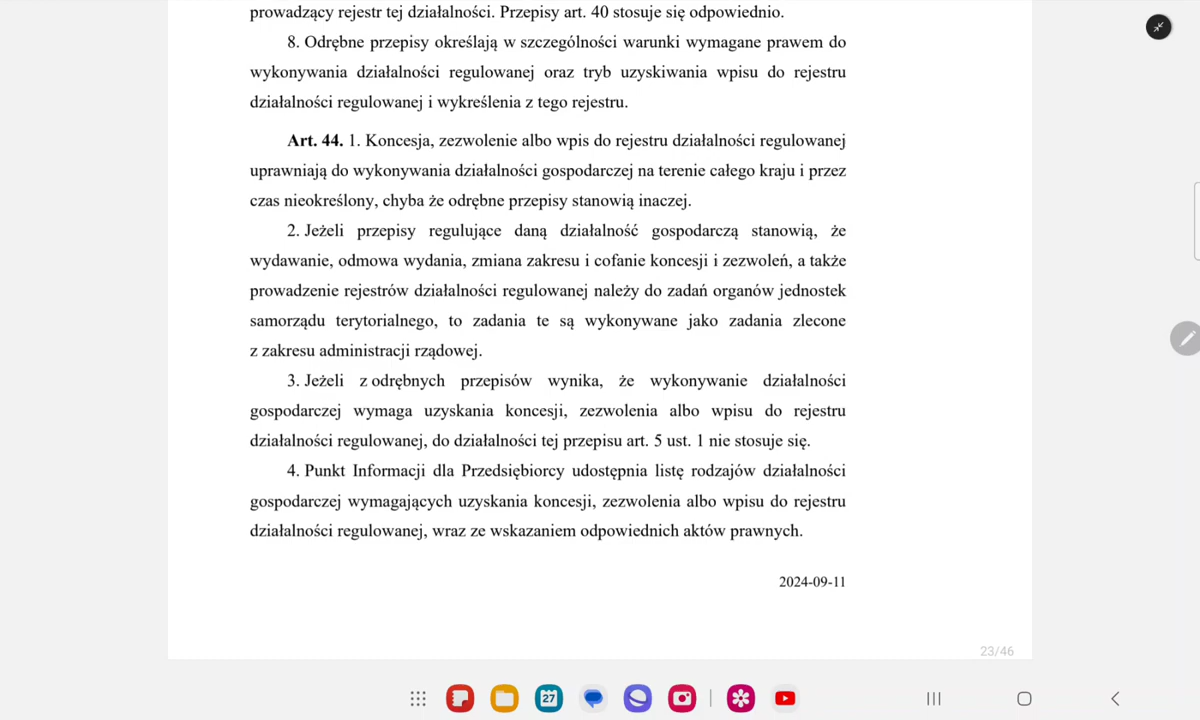 prowadzący rejestr tej działalności. Przepisy art. 40 stosuje się odpowiednio.
8. Odrębne przepisy określają w szczególności warunki wymagane prawem do
wykonywania działalności regulowanej oraz tryb uzyskiwania wpisu do rejestru
działalności regulowanej i wykreślenia z tego rejestru.
Art. 44. 1. Koncesja, zezwolenie albo wpis do rejestru działalności regulowanej
uprawniają do wykonywania działalności gospodarczej na terenie całego kraju i przez
czas nieokreślony, chyba że odrębne przepisy stanowią inaczej.
2. Jeżeli przepisy regulujące daną działalność gospodarczą stanowią, że
wydawanie, odmowa wydania, zmiana zakresu i cofanie koncesji i zezwoleń, a także
prowadzenie rejestrów działalności regulowanej należy do zadań organów jednostek
samorządu terytorialnego, to zadania te są wykonywane jako zadania zlecone
z zakresu administracji rządowej.
3. Jeżeli z odrębnych przepisów wynika, że wykonywanie działalności
gospodarczej wymaga uzyskania koncesji, zezwolenia albo wpisu do rejestru
działalności regulowanej, do działalności tej przepisu art. 5 ust. 1 nie stosuje się.
4. Punkt Informacji dla Przedsiębiorcy udostępnia listę rodzajów działalności
gospodarczej wymagających uzyskania koncesji, zezwolenia albo wpisu do rejestru
działalności regulowanej, wraz ze wskazaniem odpowiednich aktów prawnych.
2024-09-11
23/46
27